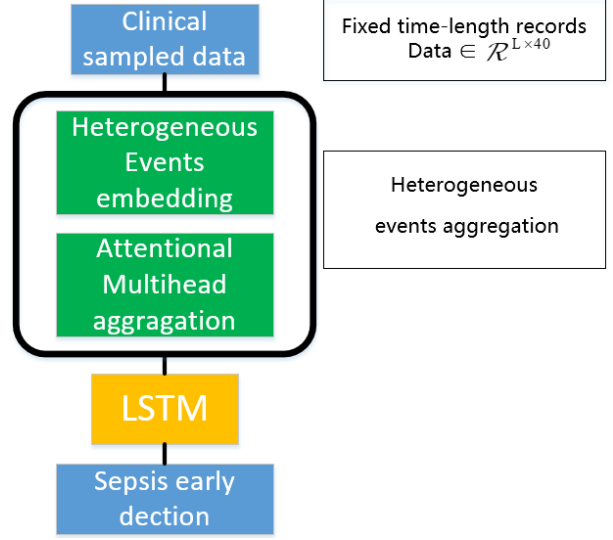 Clinical
sampled data
Fixed time-length records
Data ∈ ℛ^{L×40}
Heterogeneous
Events
embedding
Attentional
Multihead
aggragation
Heterogeneous
events aggregation
LSTM
Sepsis early
dection